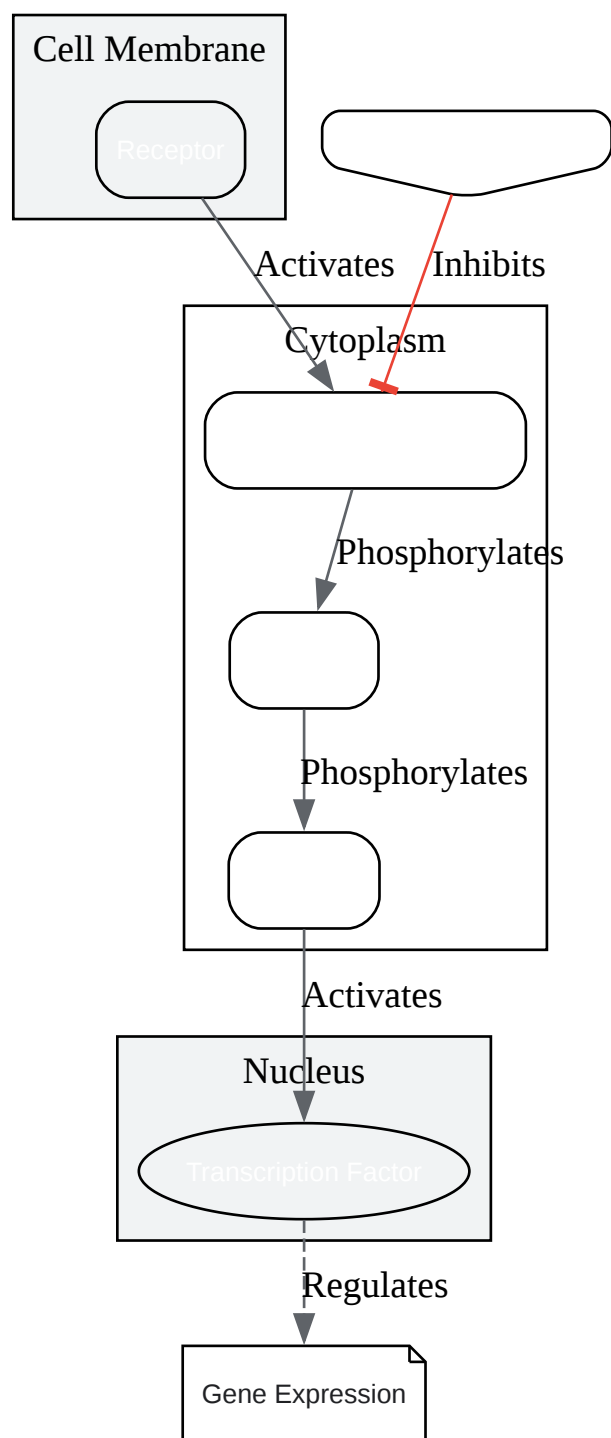 Cell Membrane
Receptor
Activates
Inhibits
Cytoplasm
Phosphorylates
Phosphorylates
Activates
Nucleus
Transcription Factor
Regulates
Gene Expression